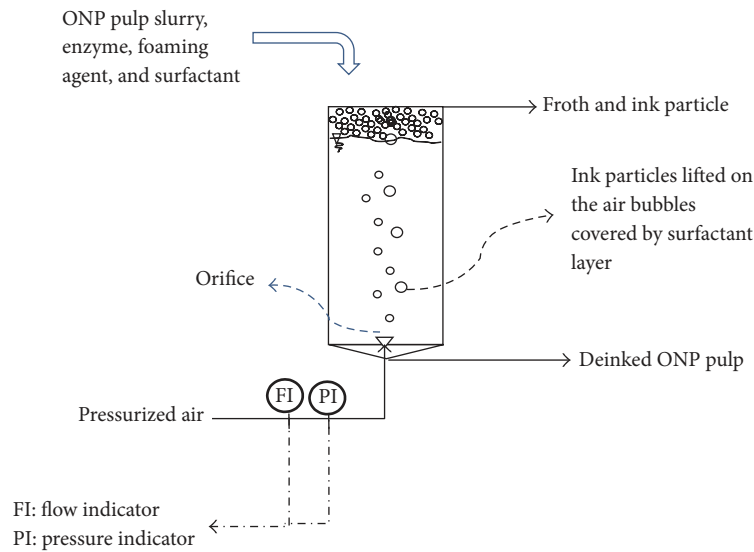 ONP pulp slurry,
enzyme, foaming
agent, and surfactant
Froth and ink particle
Ink particles lifted on
the air bubbles
covered by surfactant
layer
Orifice
Deinked ONP pulp
FI
PI
Pressurized air
FI: flow indicator
PI: pressure indicator